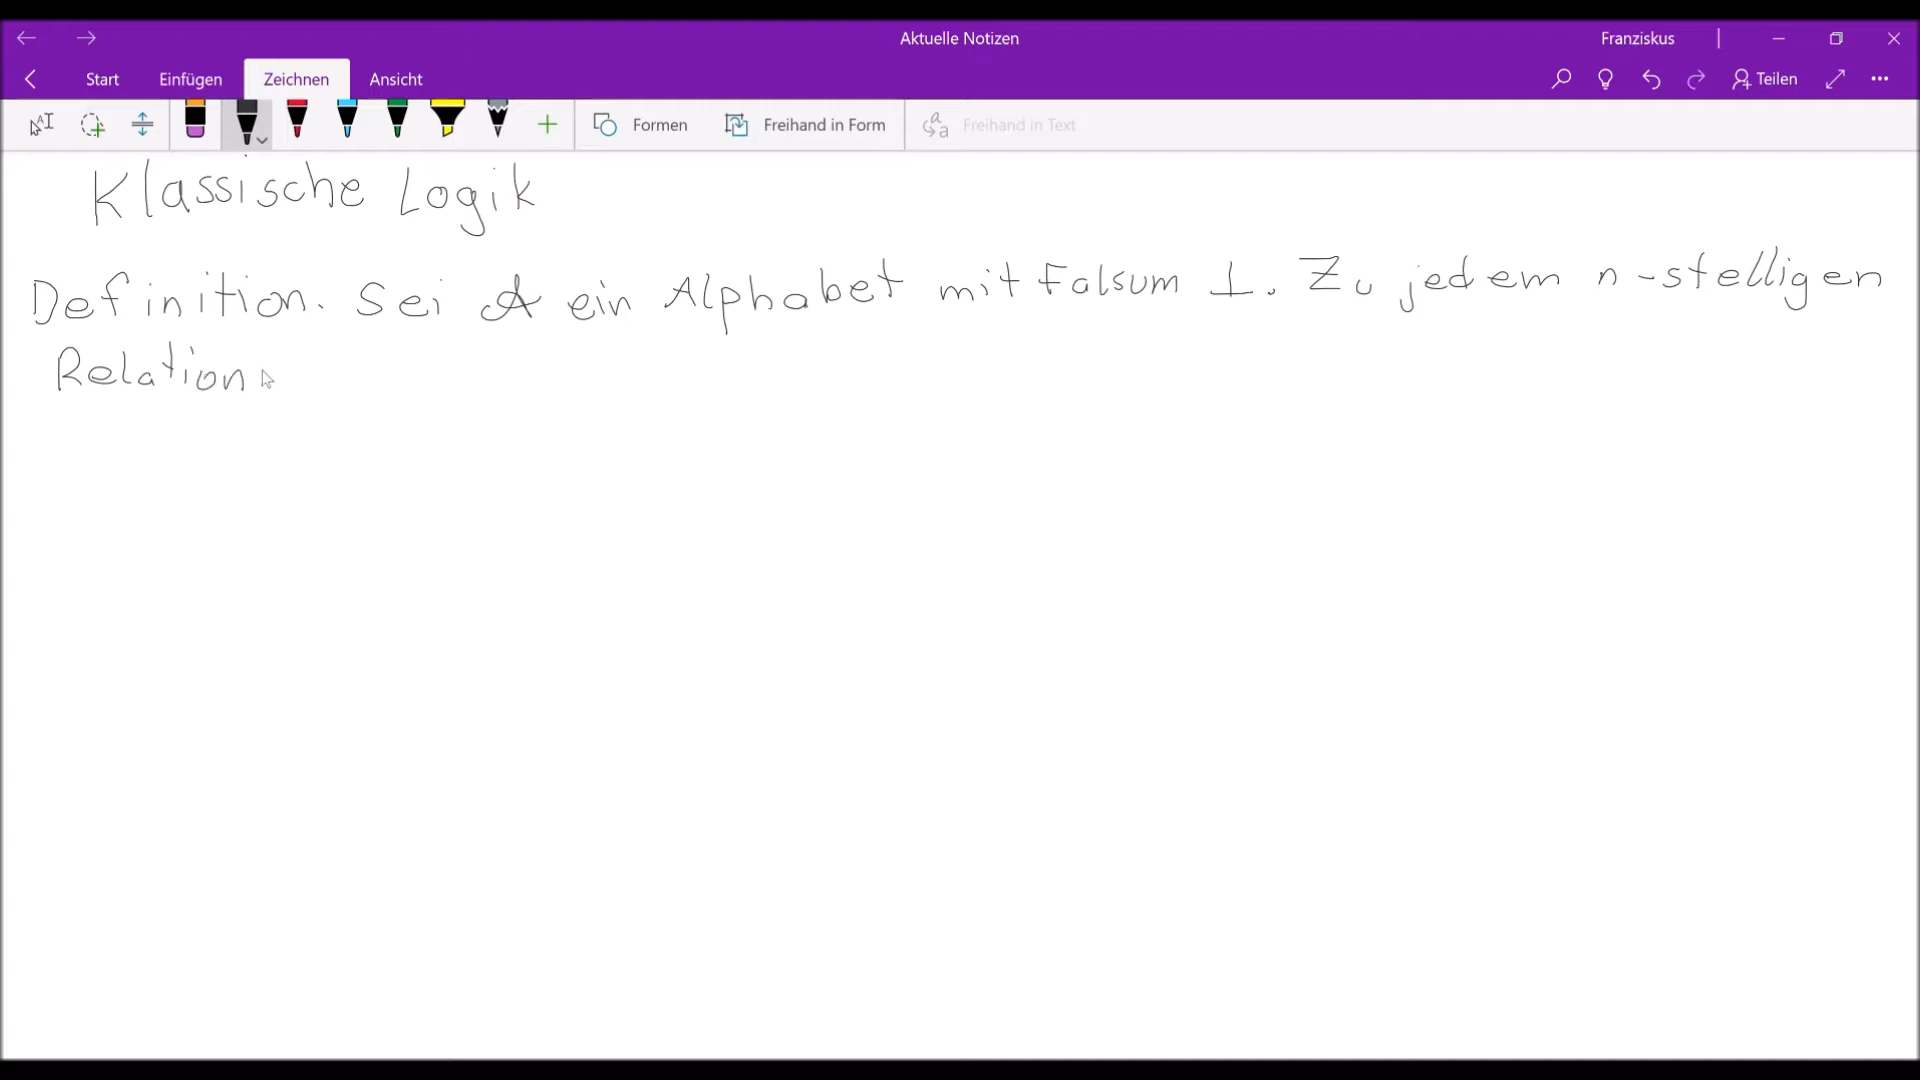 Aktuelle Notizen
Franziskus
Start Einfügen Zeichnen Ansicht
Teilen
Formen Freihand in Form Freihand in Text
Klassische Logik
Definition. Sei A ein Alphabet mit Falsum ⊥. Zu jedem n-stelligen
Relation